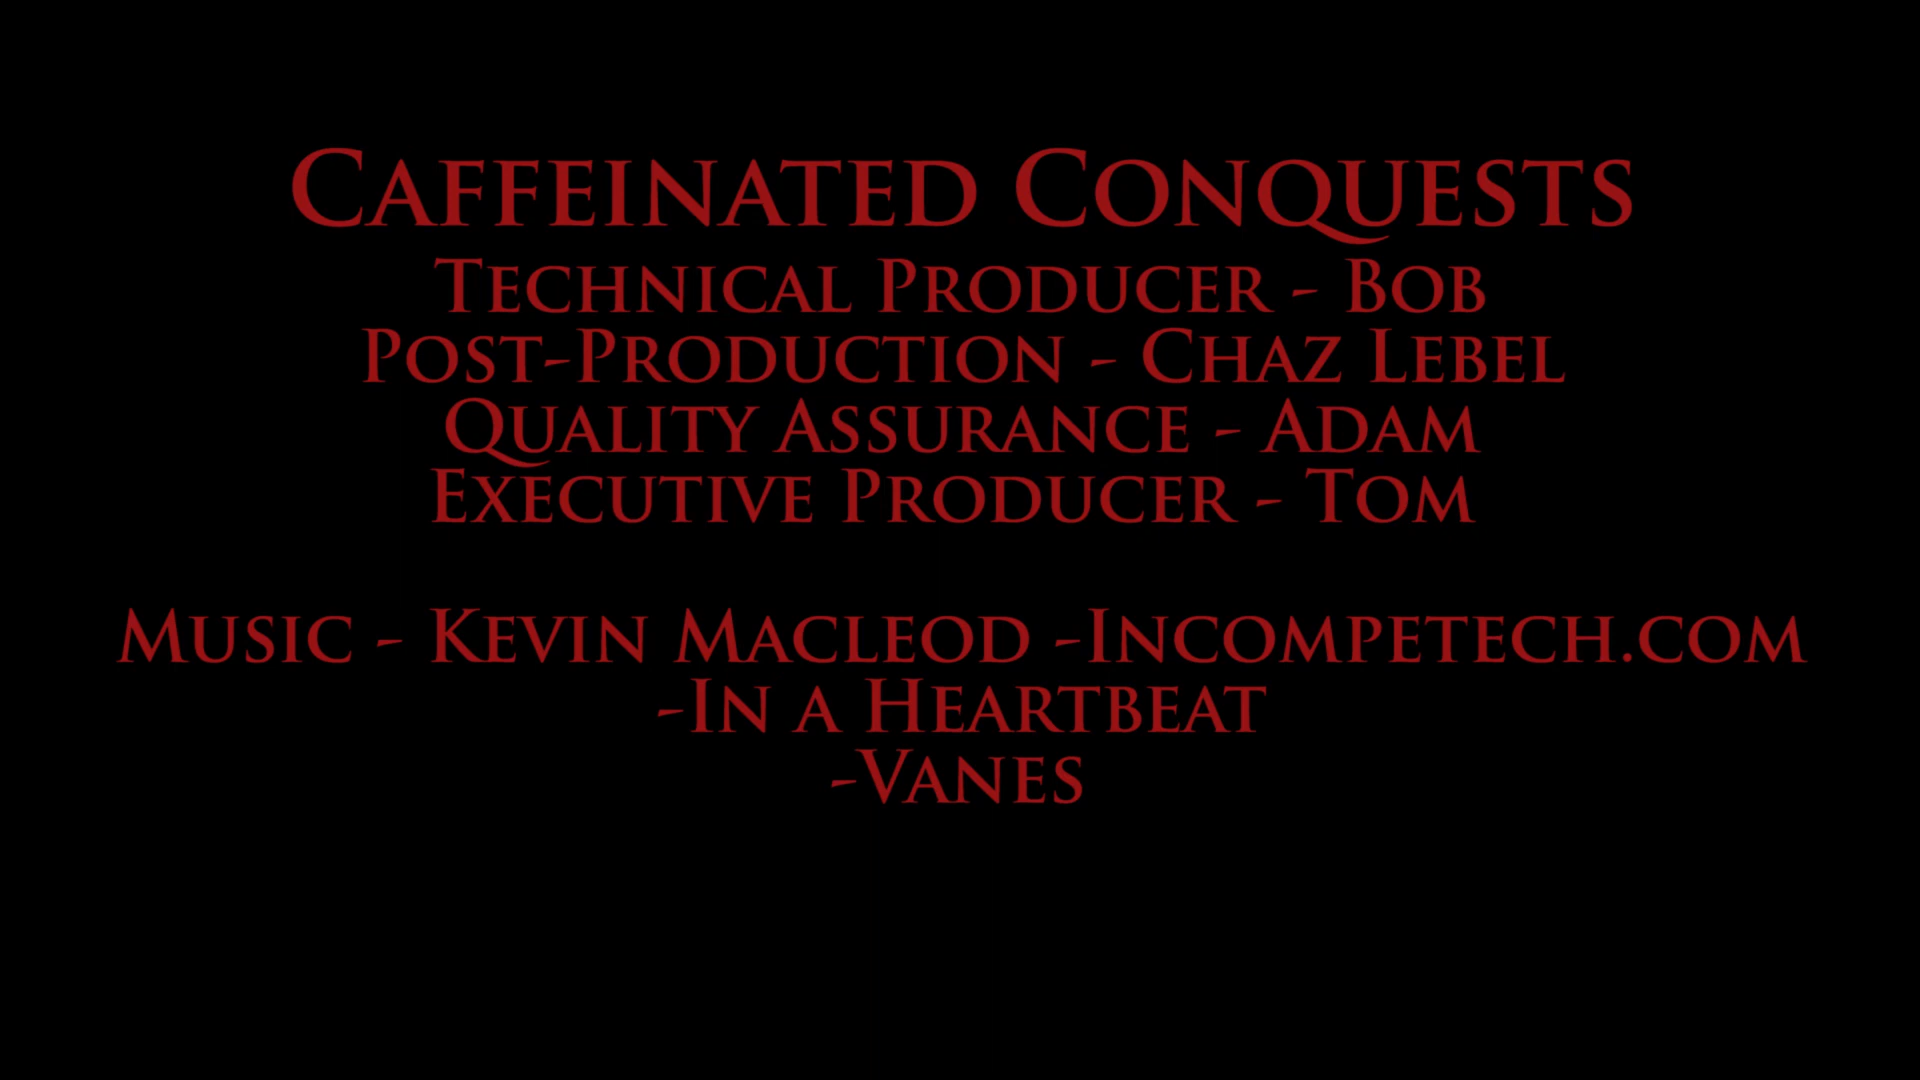 Caffeinated Conquests
Technical Producer - Bob
Post-Production - Chaz Lebel
Quality Assurance - Adam
Executive Producer - Tom
Music - Kevin Macleod -Incompetech.com
-In a Heartbeat
-Vanes